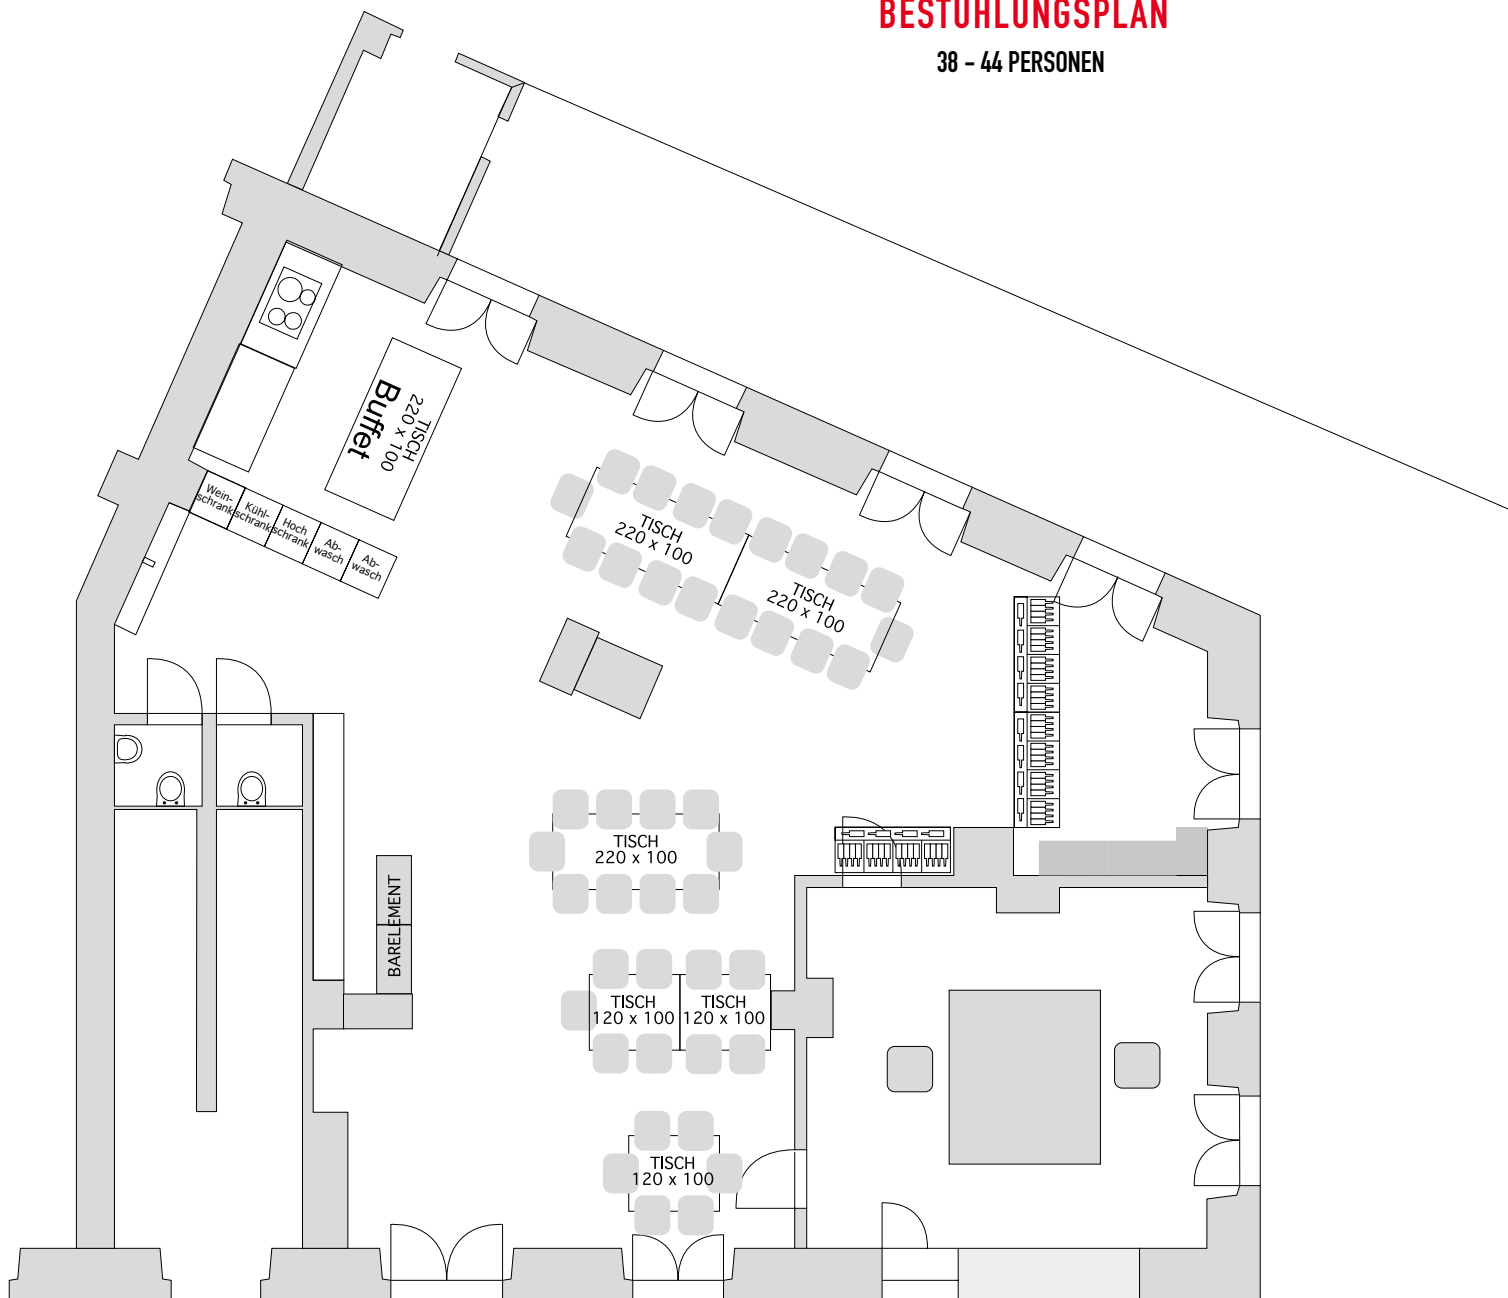 BESTUHLUNGSPLAN
38 - 44 PERSONEN
TISCH
220 x 100
Buffet
Wein-
schrank
Kühl-
schrank
Hoch
schrank
Ab-
wasch
Ab-
wasch
TISCH
220 x 100
TISCH
220 x 100
TISCH
220 x 100
BARELEMENT
TISCH
120 x 100
TISCH
120 x 100
TISCH
120 x 100